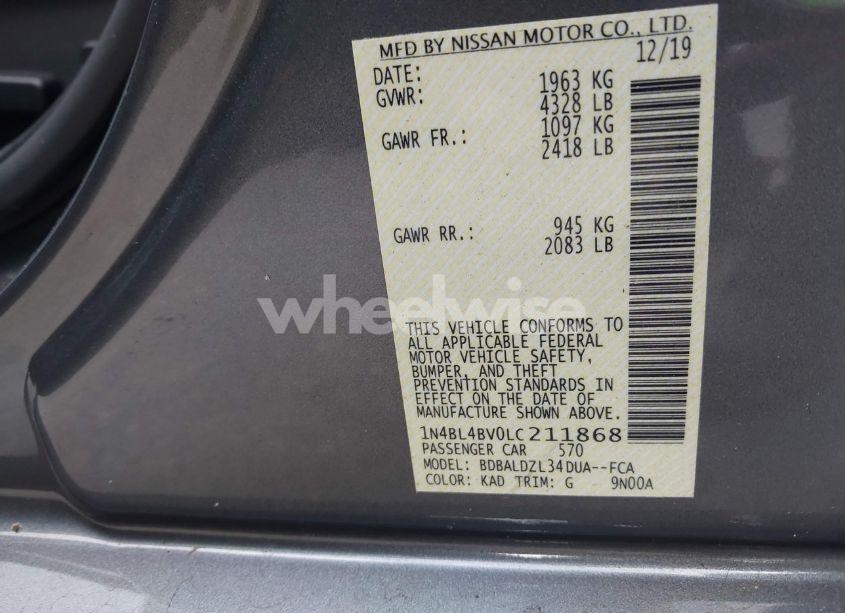 MFD BY NISSAN MOTOR CO., LTD.
DATE: 12/19
GVWR: 1963 KG
4328 LB
GAWR FR.: 1097 KG
2418 LB
GAWR RR.: 945 KG
2083 LB
wheelwise
THIS VEHICLE CONFORMS TO
ALL APPLICABLE FEDERAL
MOTOR VEHICLE SAFETY,
BUMPER, AND THEFT
PREVENTION STANDARDS IN
EFFECT ON THE DATE OF
MANUFACTURE SHOWN ABOVE.
1N4BL4BV0LC211868
PASSENGER CAR 570
MODEL: BDBALDZL34DUA--FCA
COLOR: KAD TRIM: G 9N00A